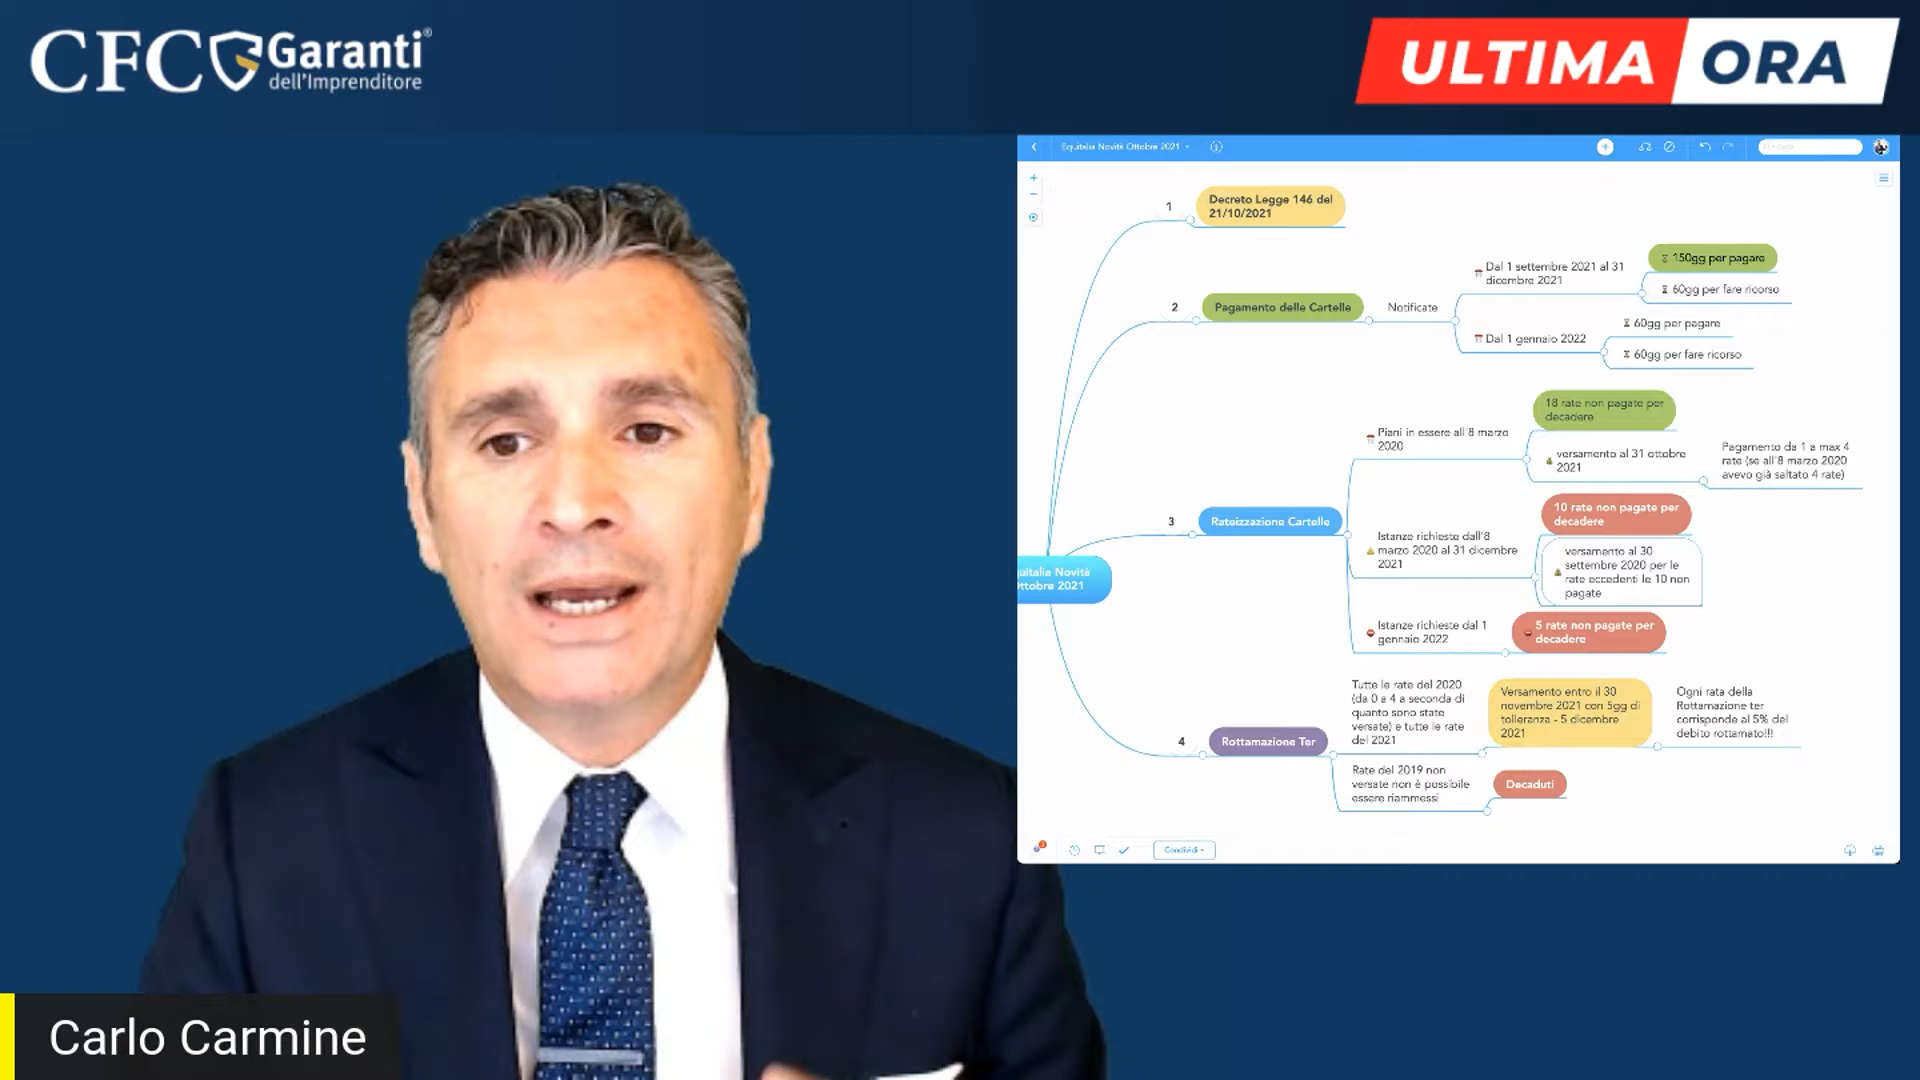 CFC Garanti®
dell'Imprenditore
ULTIMA ORA
Equitalia Novità Ottobre 2021
1
Decreto Legge 146 del
21/10/2021
2
Pagamento delle Cartelle
Notificate
Dal 1 settembre 2021 al 31
dicembre 2021
150gg per pagare
60gg per fare ricorso
Dal 1 gennaio 2022
60gg per pagare
60gg per fare ricorso
3
Rateizzazione Cartelle
Piani in essere all'8 marzo
2020
18 rate non pagate per
decadere
versamento al 31 ottobre
2021
Pagamento da 1 a max 4
rate (se all'8 marzo 2020
avevo già saltato 4 rate)
Istanze richieste dall'8
marzo 2020 al 31 dicembre
2021
10 rate non pagate per
decadere
versamento al 30
settembre 2020 per le
rate eccedenti le 10 non
pagate
Istanze richieste dal 1
gennaio 2022
5 rate non pagate per
decadere
quitalia Novità
ttobre 2021
4
Rottamazione Ter
Tutte le rate del 2020
(da 0 a 4 a seconda di
quanto sono state
versate) e tutte le rate
del 2021
Versamento entro il 30
novembre 2021 con 5gg di
tolleranza - 5 dicembre
2021
Ogni rata della
Rottamazione ter
corrisponde al 5% del
debito rottamato!!!
Rate del 2019 non
versate non è possibile
essere riammessi
Decaduti
Condividi
Carlo Carmine